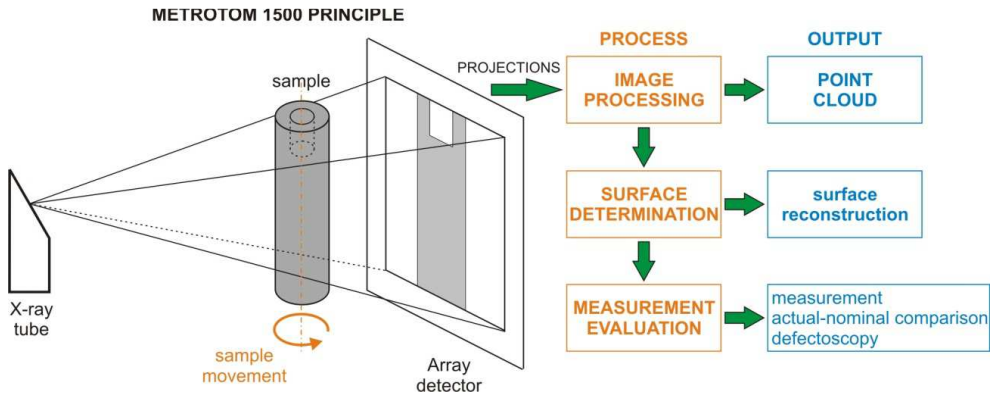 METROTOM 1500 PRINCIPLE
sample
X-ray
tube
sample
movement
Array
detector
PROJECTIONS
PROCESS
OUTPUT
IMAGE
PROCESSING
POINT
CLOUD
SURFACE
DETERMINATION
surface
reconstruction
MEASUREMENT
EVALUATION
measurement
actual-nominal comparison
defectoscopy